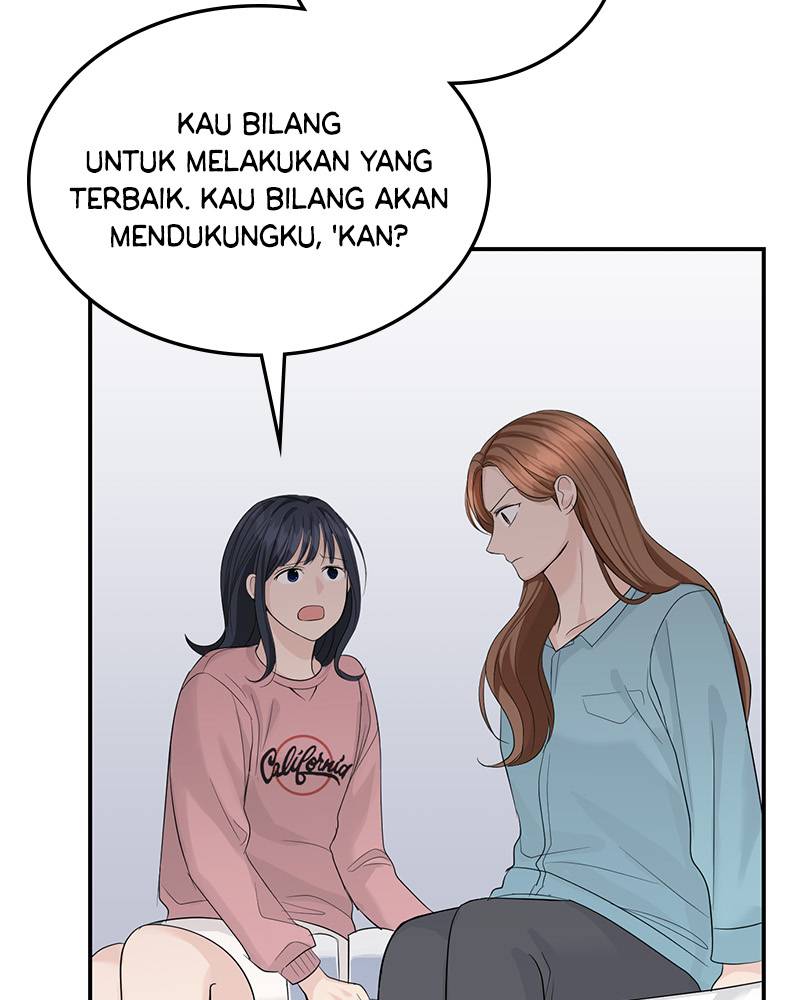 KAU BILANG
UNTUK MELAKUKAN YANG
TERBAIK. KAU BILANG AKAN
MENDUKUNGKU, 'KAN?
California